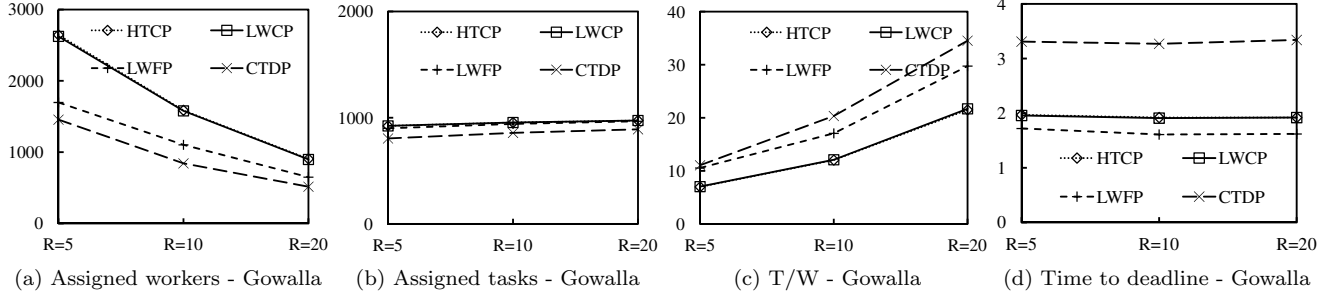 3000
2000
1000
0
HTCP
LWCP
LWFP
CTDP
R=5
R=10
R=20
(a) Assigned workers - Gowalla
2000
1000
0
HTCP
LWCP
LWFP
CTDP
R=5
R=10
R=20
(b) Assigned tasks - Gowalla
40
30
20
10
0
HTCP
LWCP
LWFP
CTDP
R=5
R=10
R=20
(c) T/W - Gowalla
4
3
2
1
0
HTCP
LWCP
LWFP
CTDP
R=5
R=10
R=20
(d) Time to deadline - Gowalla